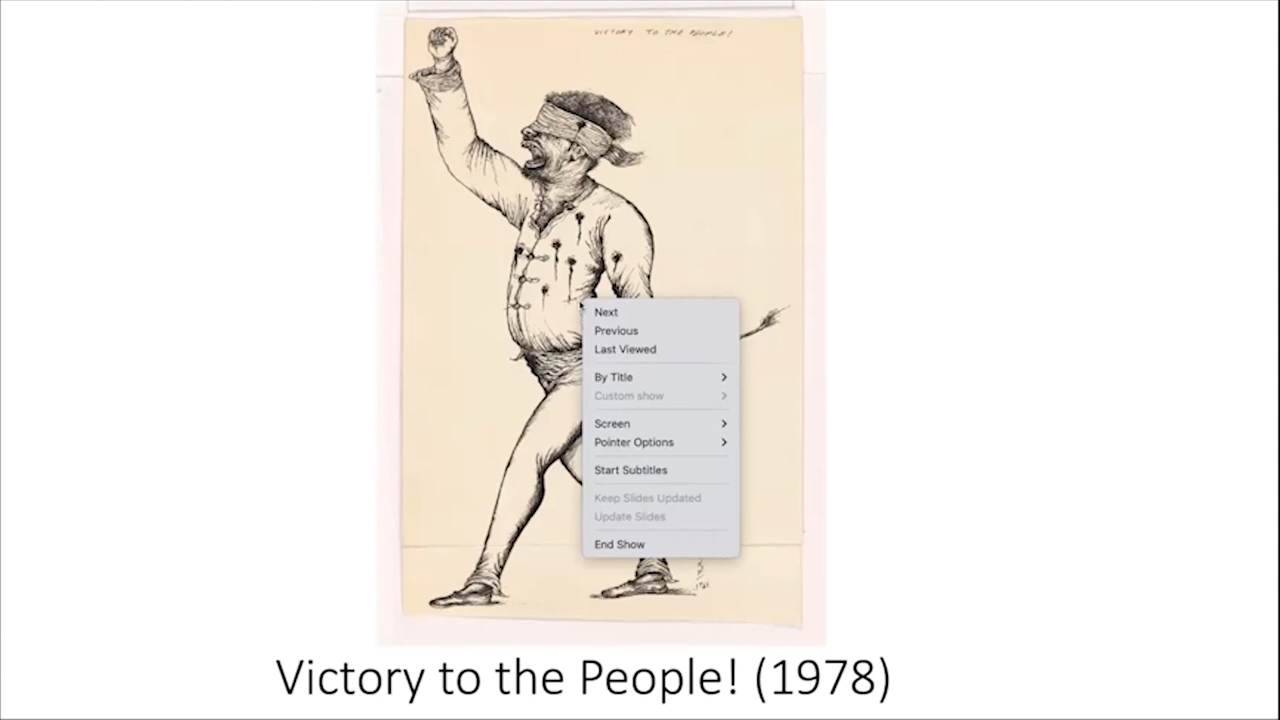 VICTORY TO THE PEOPLE!
Next
Previous
Last Viewed
By Title
Custom show
Screen
Pointer Options
Start Subtitles
Keep Slides Updated
Update Slides
End Show
Victory to the People! (1978)